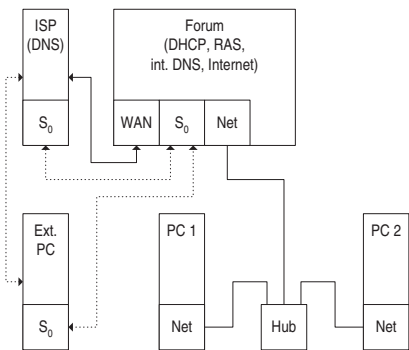 ISP
(DNS)
Forum
(DHCP, RAS,
int. DNS, Internet)
S₀
WAN
S₀
Net
Ext.
PC
PC 1
PC 2
S₀
Net
Hub
Net